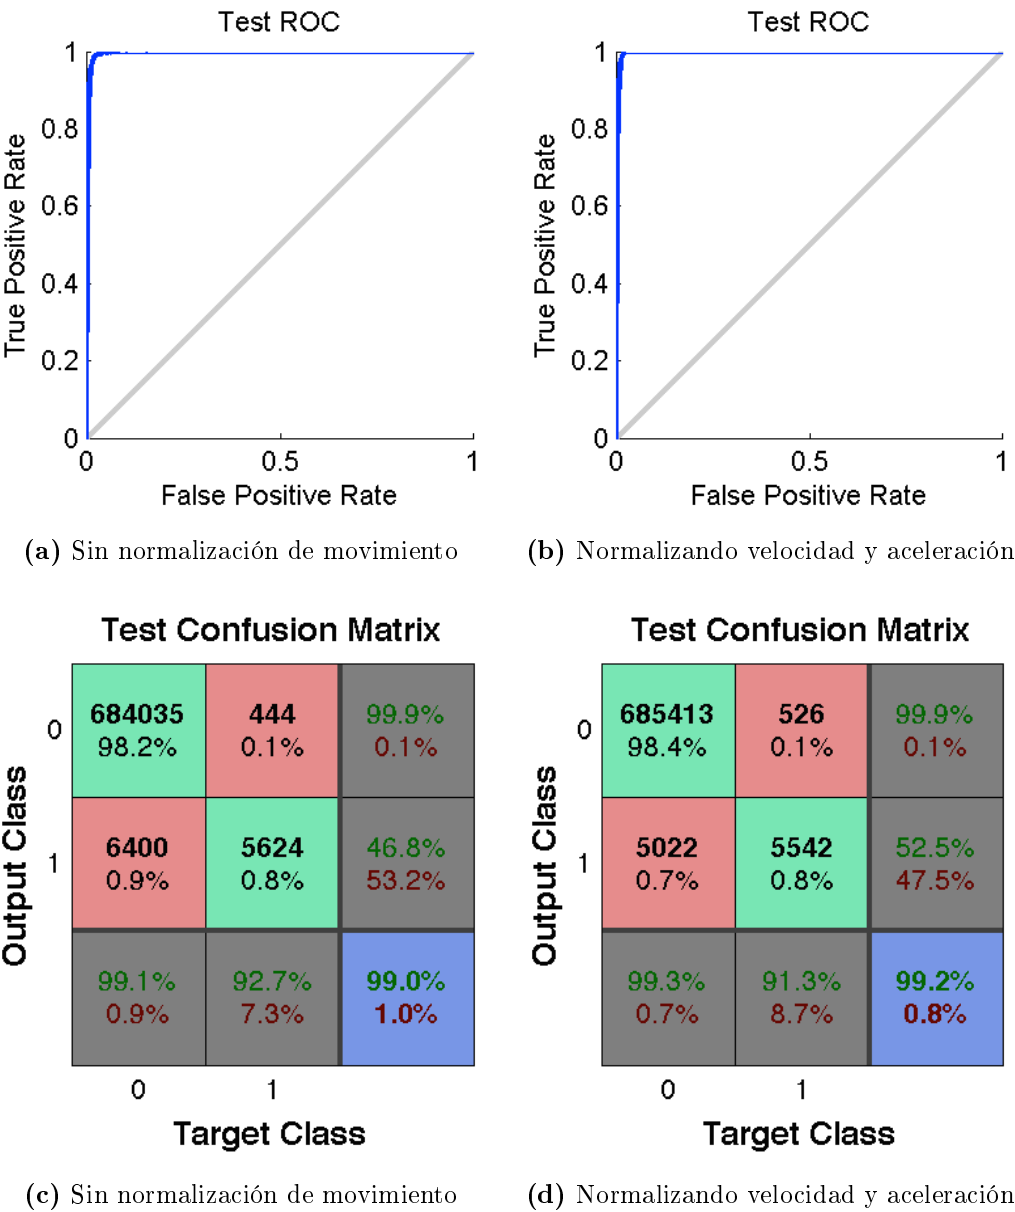 Test ROC
1
0.8
0.6
0.4
0.2
0
True Positive Rate
0 0.5 1
False Positive Rate
(a) Sin normalización de movimiento
Test ROC
1
0.8
0.6
0.4
0.2
0
True Positive Rate
0 0.5 1
False Positive Rate
(b) Normalizando velocidad y aceleración
Test Confusion Matrix
Output Class
0
684035 444 99.9%
98.2% 0.1% 0.1%
1
6400 5624 46.8%
0.9% 0.8% 53.2%
99.1% 92.7% 99.0%
0.9% 7.3% 1.0%
0 1
Target Class
(c) Sin normalización de movimiento
Test Confusion Matrix
Output Class
0
685413 526 99.9%
98.4% 0.1% 0.1%
1
5022 5542 52.5%
0.7% 0.8% 47.5%
99.3% 91.3% 99.2%
0.7% 8.7% 0.8%
0 1
Target Class
(d) Normalizando velocidad y aceleración